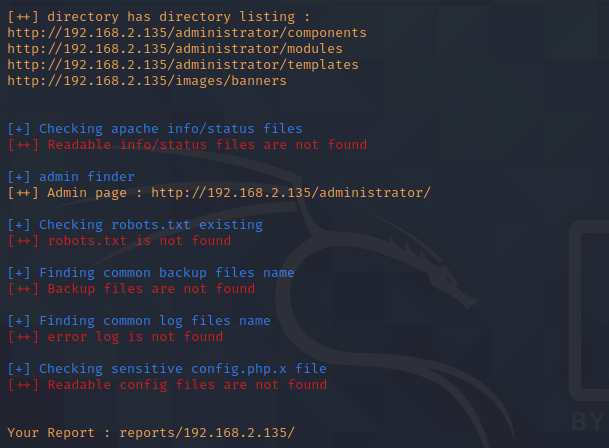 [++] directory has directory listing :
http://192.168.2.135/administrator/components
http://192.168.2.135/administrator/modules
http://192.168.2.135/administrator/templates
http://192.168.2.135/images/banners
[+] Checking apache info/status files
[++] Readable info/status files are not found
[+] admin finder
[++] Admin page : http://192.168.2.135/administrator/
[+] Checking robots.txt existing
[++] robots.txt is not found
[+] Finding common backup files name
[++] Backup files are not found
[+] Finding common log files name
[++] error log is not found
[+] Checking sensitive config.php.x file
[++] Readable config files are not found
BY
Your Report : reports/192.168.2.135/